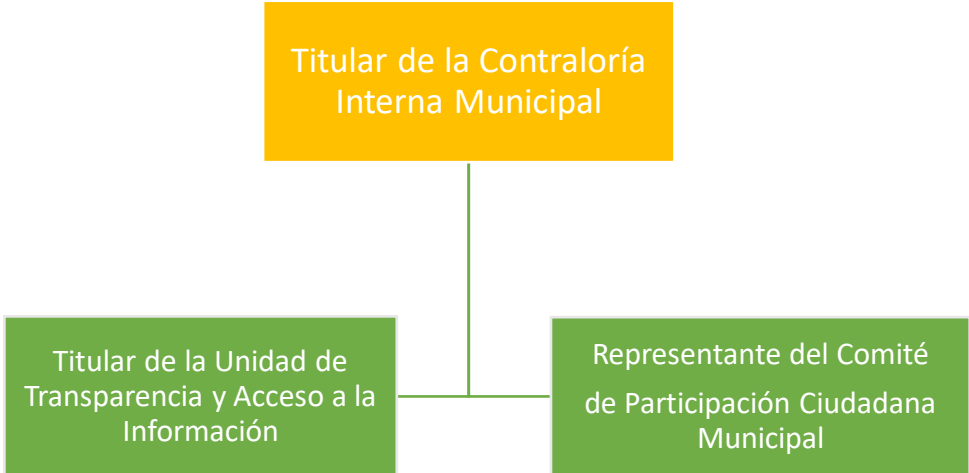 Titular de la Contraloría
Interna Municipal
Titular de la Unidad de
Transparencia y Acceso a la
Información
Representante del Comité
de Participación Ciudadana
Municipal